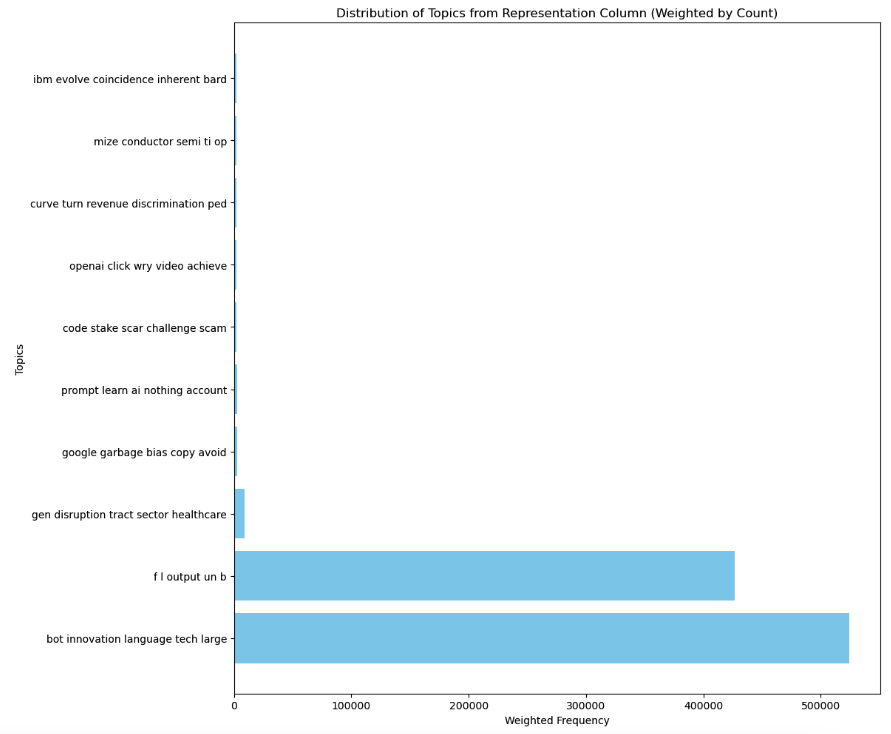 Distribution of Topics from Representation Column (Weighted by Count)
ibm evolve coincidence inherent bard
mize conductor semi ti op
curve turn revenue discrimination ped
openai click wry video achieve
code stake scar challenge scam
Topics
prompt learn ai nothing account
google garbage bias copy avoid
gen disruption tract sector healthcare
f l output un b
bot innovation language tech large
0 100000 200000 300000 400000 500000
Weighted Frequency